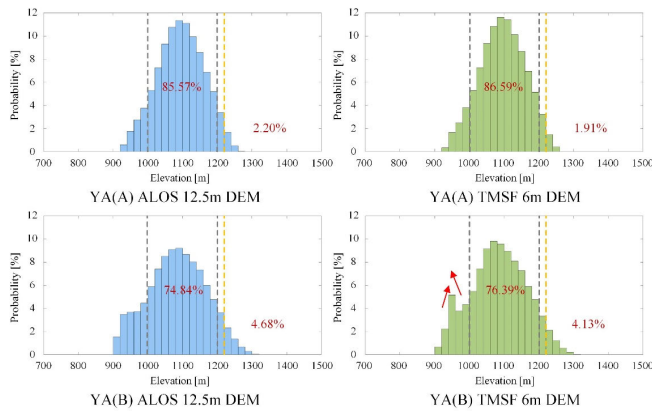 12
10
8
6
4
2
0
Probability [%]
85.57%
2.20%
700 800 900 1000 1100 1200 1300 1400 1500
Elevation [m]
YA(A) ALOS 12.5m DEM
12
10
8
6
4
2
0
Probability [%]
86.59%
1.91%
700 800 900 1000 1100 1200 1300 1400 1500
Elevation [m]
YA(A) TMSF 6m DEM
12
10
8
6
4
2
0
Probability [%]
74.84%
4.68%
700 800 900 1000 1100 1200 1300 1400 1500
Elevation [m]
YA(B) ALOS 12.5m DEM
12
10
8
6
4
2
0
Probability [%]
76.39%
4.13%
700 800 900 1000 1100 1200 1300 1400 1500
Elevation [m]
YA(B) TMSF 6m DEM